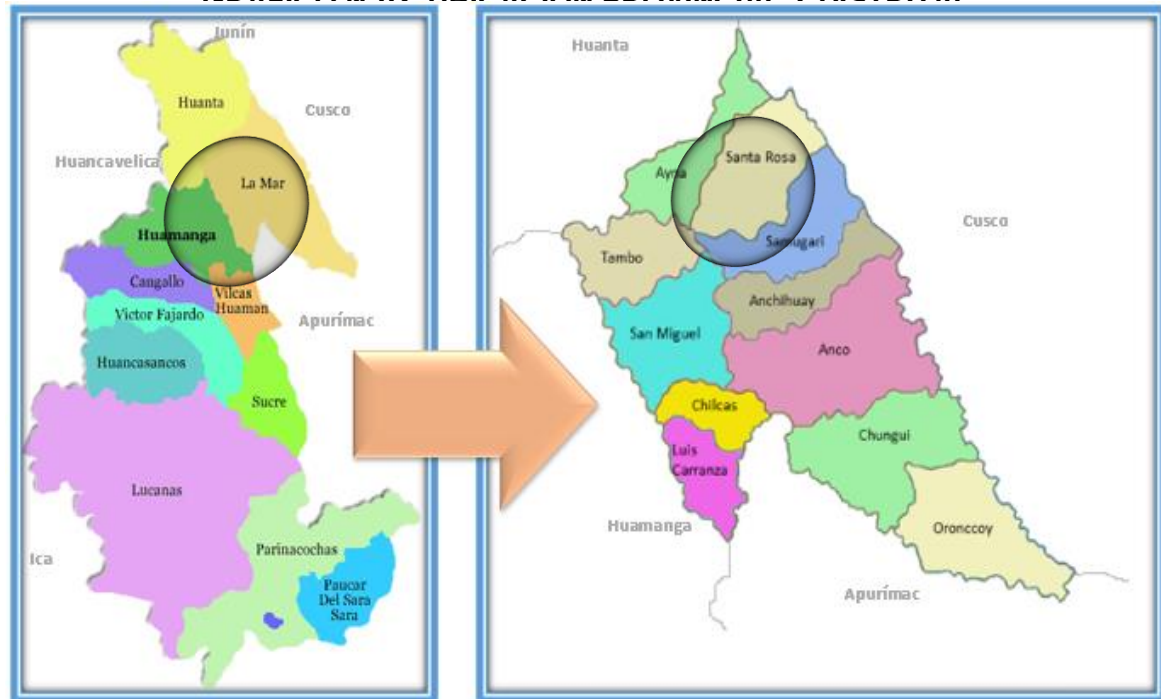 Junín
Huanta
Cusco
Huancavelica
La Mar
Huamanga
Cangallo
Vilcas
Huaman
Victor Fajardo
Apurímac
Huancasancos
Sucre
Lucanas
Ica
Parinacochas
Paucar
Del Sara
Sara
Huanta
Santa Rosa
Ayna
Cusco
Samugari
Tambo
Anchihuay
San Miguel
Anco
Chilcas
Chungui
Luis
Carranza
Oronccoy
Huamanga
Apurímac